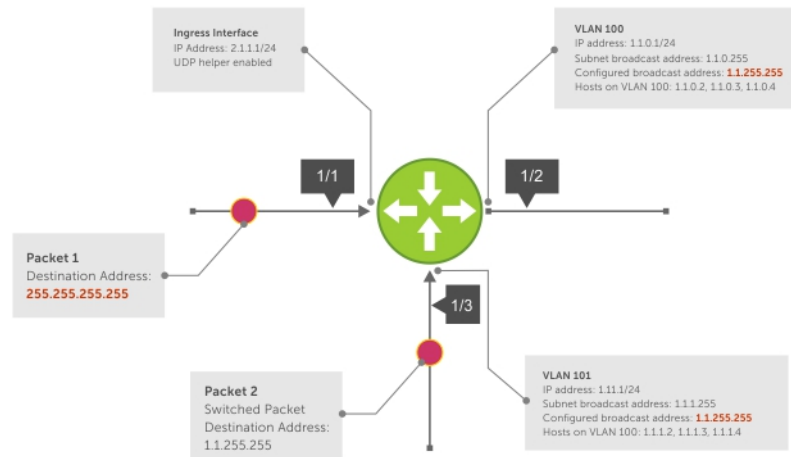 Ingress Interface
IP Address: 2.1.1.1/24
UDP helper enabled
VLAN 100
IP address: 1.1.0.1/24
Subnet broadcast address: 1.1.0.255
Configured broadcast address: 1.1.255.255
Hosts on VLAN 100: 1.1.0.2, 1.1.0.3, 1.1.0.4
1/1
1/2
Packet 1
Destination Address:
255.255.255.255
1/3
Packet 2
Switched Packet
Destination Address:
1.1.255.255
VLAN 101
IP address: 1.11.1/24
Subnet broadcast address: 1.1.1.255
Configured broadcast address: 1.1.255.255
Hosts on VLAN 100: 1.1.1.2, 1.1.1.3, 1.1.1.4